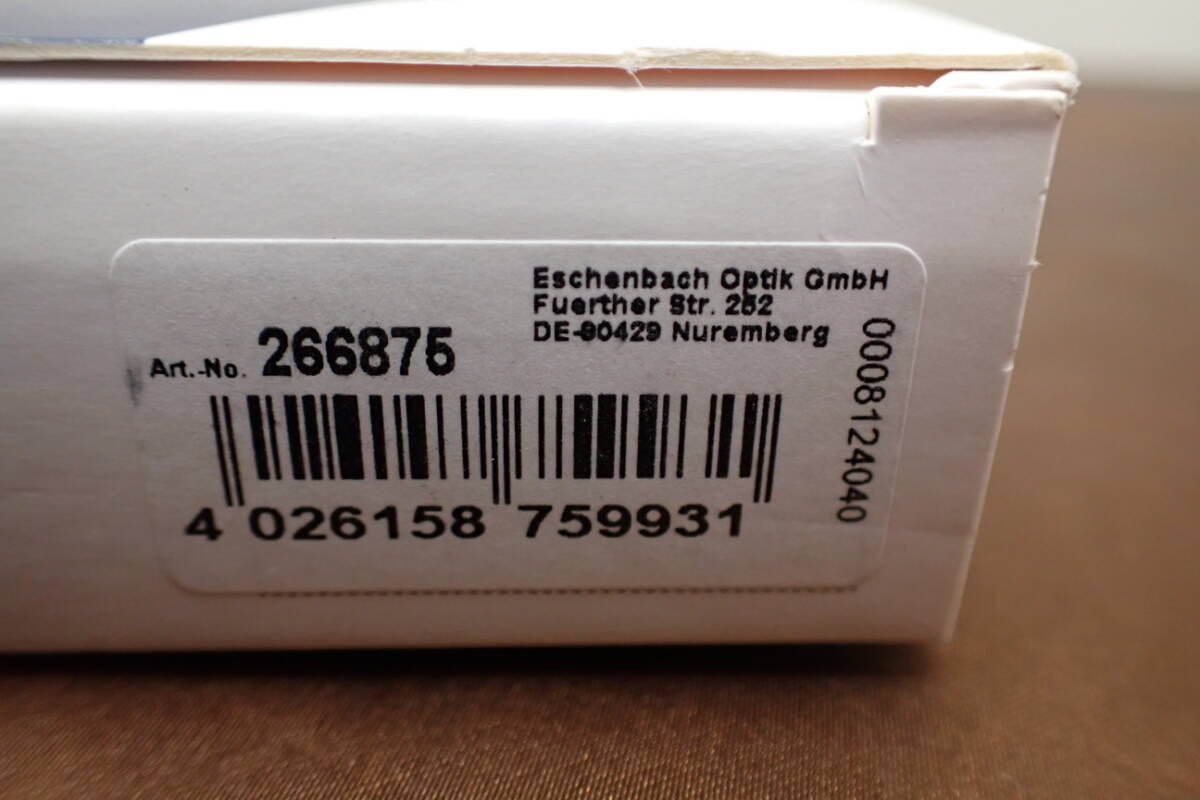 Eschenbach Optik GmbH
Fuerther Str. 252
DE-90429 Nuremberg
Art.-No. 266875
0008124040
4 026158 759931